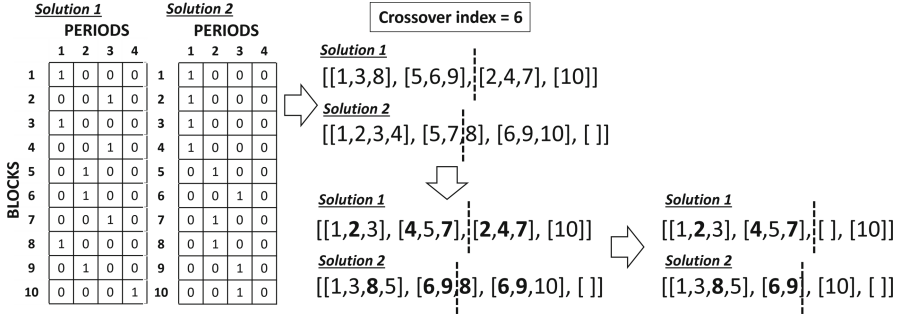 Solution 1
PERIODS
1 2 3 4
BLOCKS
1 1 0 0 0
2 0 0 1 0
3 1 0 0 0
4 0 0 1 0
5 0 1 0 0
6 0 1 0 0
7 0 0 1 0
8 1 0 0 0
9 0 1 0 0
10 0 0 0 1
Solution 2
PERIODS
1 2 3 4
1 1 0 0 0
2 1 0 0 0
3 1 0 0 0
4 1 0 0 0
5 0 1 0 0
6 0 0 1 0
7 0 1 0 0
8 0 1 0 0
9 0 0 1 0
10 0 0 1 0
Crossover index = 6
Solution 1
[[1,3,8], [5,6,9], [2,4,7], [10]]
Solution 2
[[1,2,3,4], [5,7,8], [6,9,10], [ ]]
Solution 1
[[1,2,3], [4,5,7], [2,4,7], [10]]
Solution 2
[[1,3,8,5], [6,9,8], [6,9,10], [ ]]
Solution 1
[[1,2,3], [4,5,7], [ ], [10]]
Solution 2
[[1,3,8,5], [6,9], [10], [ ]]